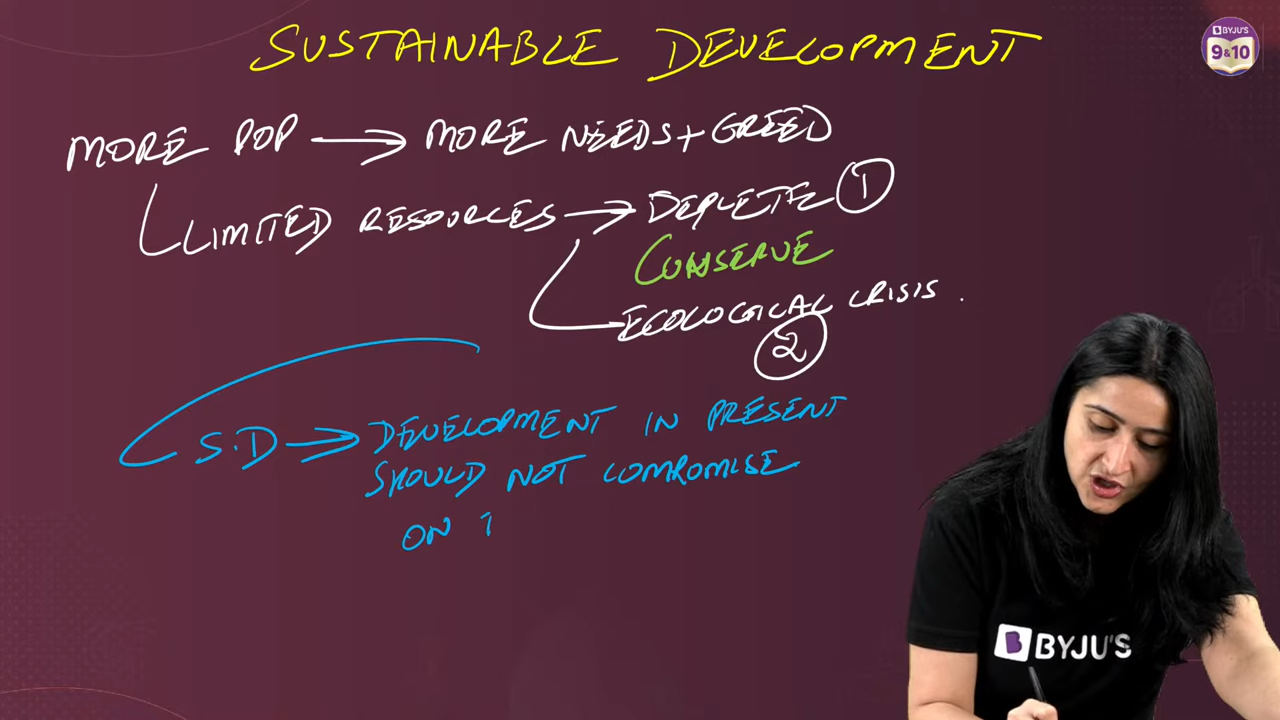 SUSTAINABLE DEVELOPMENT
BYJU'S
9&10
MORE POP → MORE NEEDS + GREED
LIMITED RESOURCES → DEPLETE 1
CONSERVE
ECOLOGICAL CRISIS.
2
S.D → DEVELOPMENT IN PRESENT
SHOULD NOT COMPROMISE
ON
BYJU'S